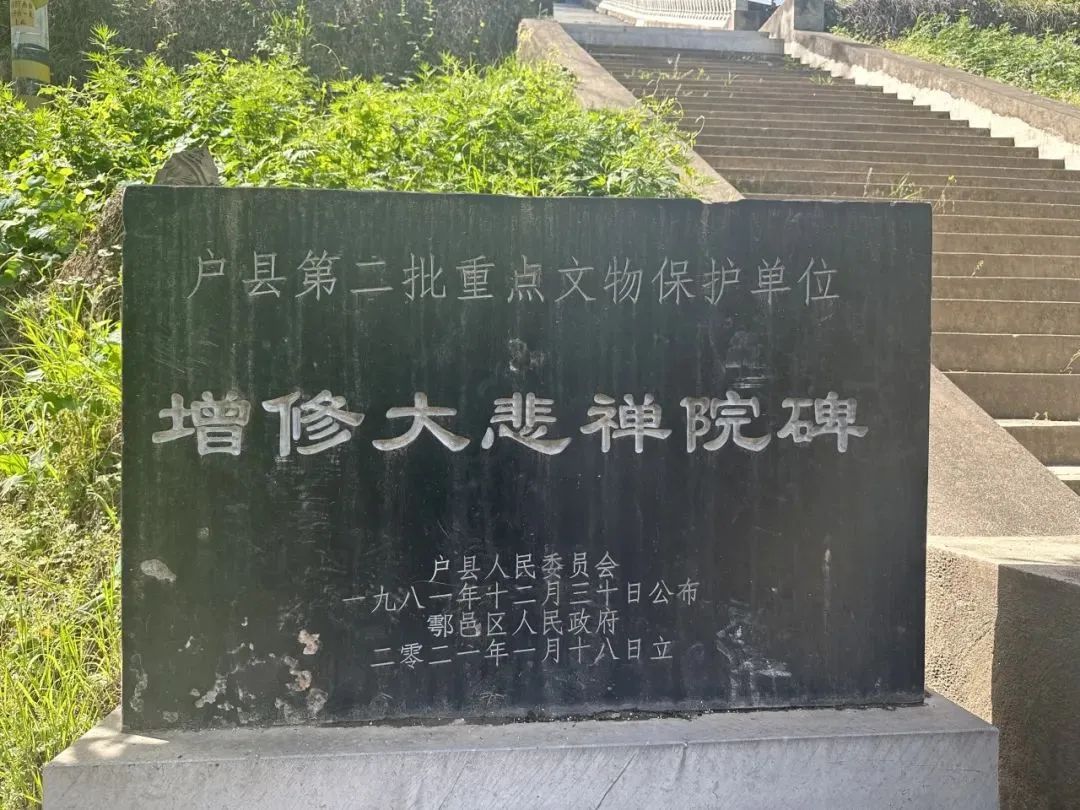 户县第二批重点文物保护单位
增修大悲禅院碑
户县人民委员会
一九八一年十二月三十日公布
鄠邑区人民政府
二零二一年一月十八日立